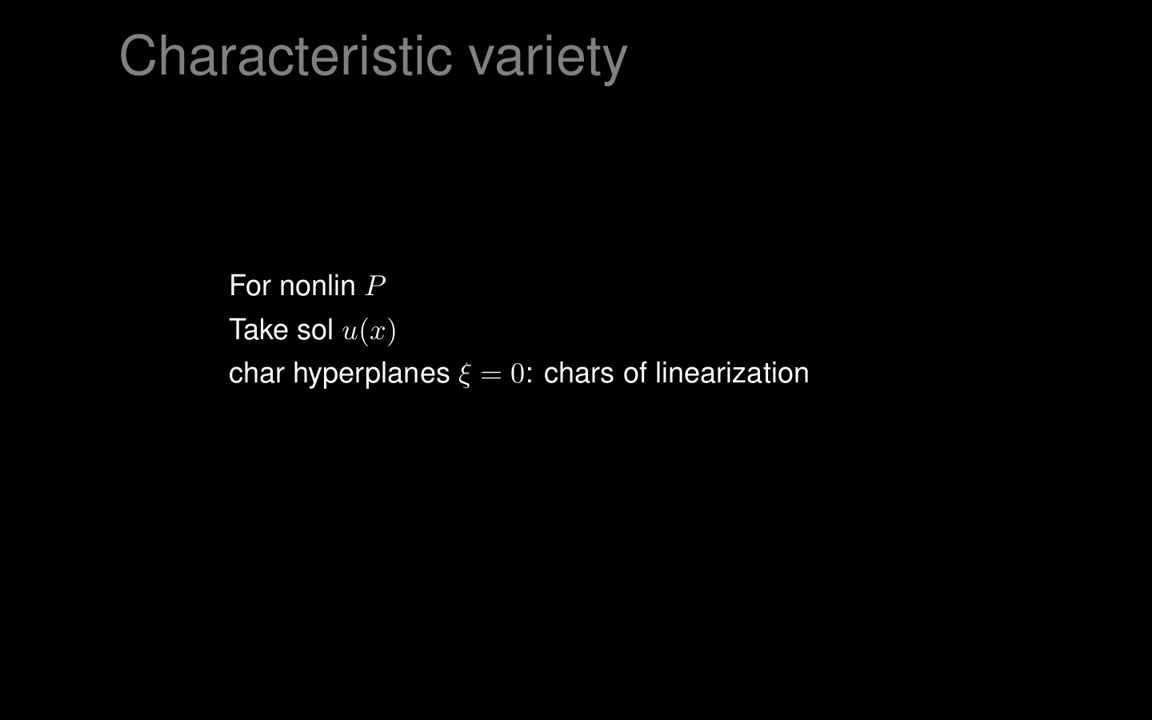 Characteristic variety
For nonlin P
Take sol u(x)
char hyperplanes ξ = 0: chars of linearization